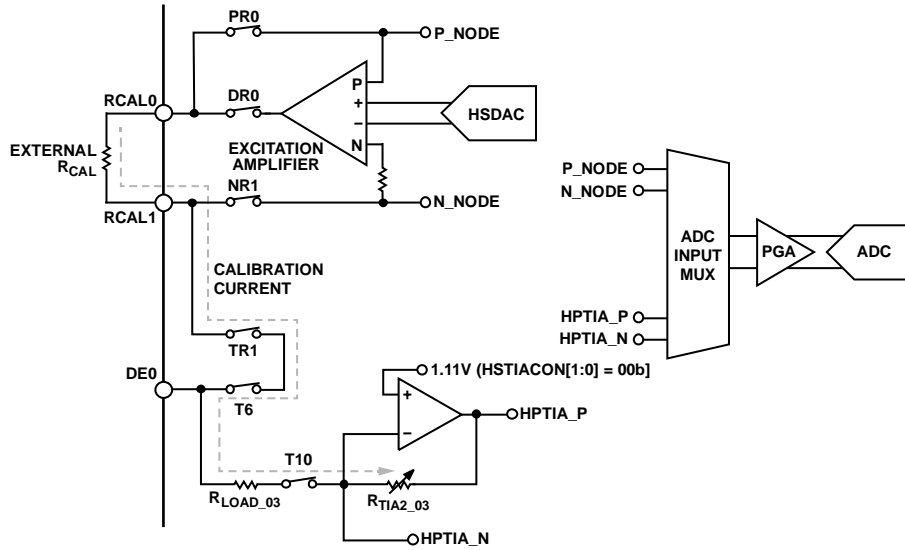 PR0
P_NODE
P
RCAL0
DR0
+
HSDAC
−
EXTERNAL
RCAL
EXCITATION
AMPLIFIER
N
P_NODE
N_NODE
RCAL1
NR1
N_NODE
ADC
INPUT
MUX
PGA
ADC
CALIBRATION
CURRENT
HPTIA_P
HPTIA_N
TR1
DE0
1.11V (HSTIACON[1:0] = 00b]
T6
+
HPTIA_P
−
T10
RLOAD_03
RTIA2_03
HPTIA_N